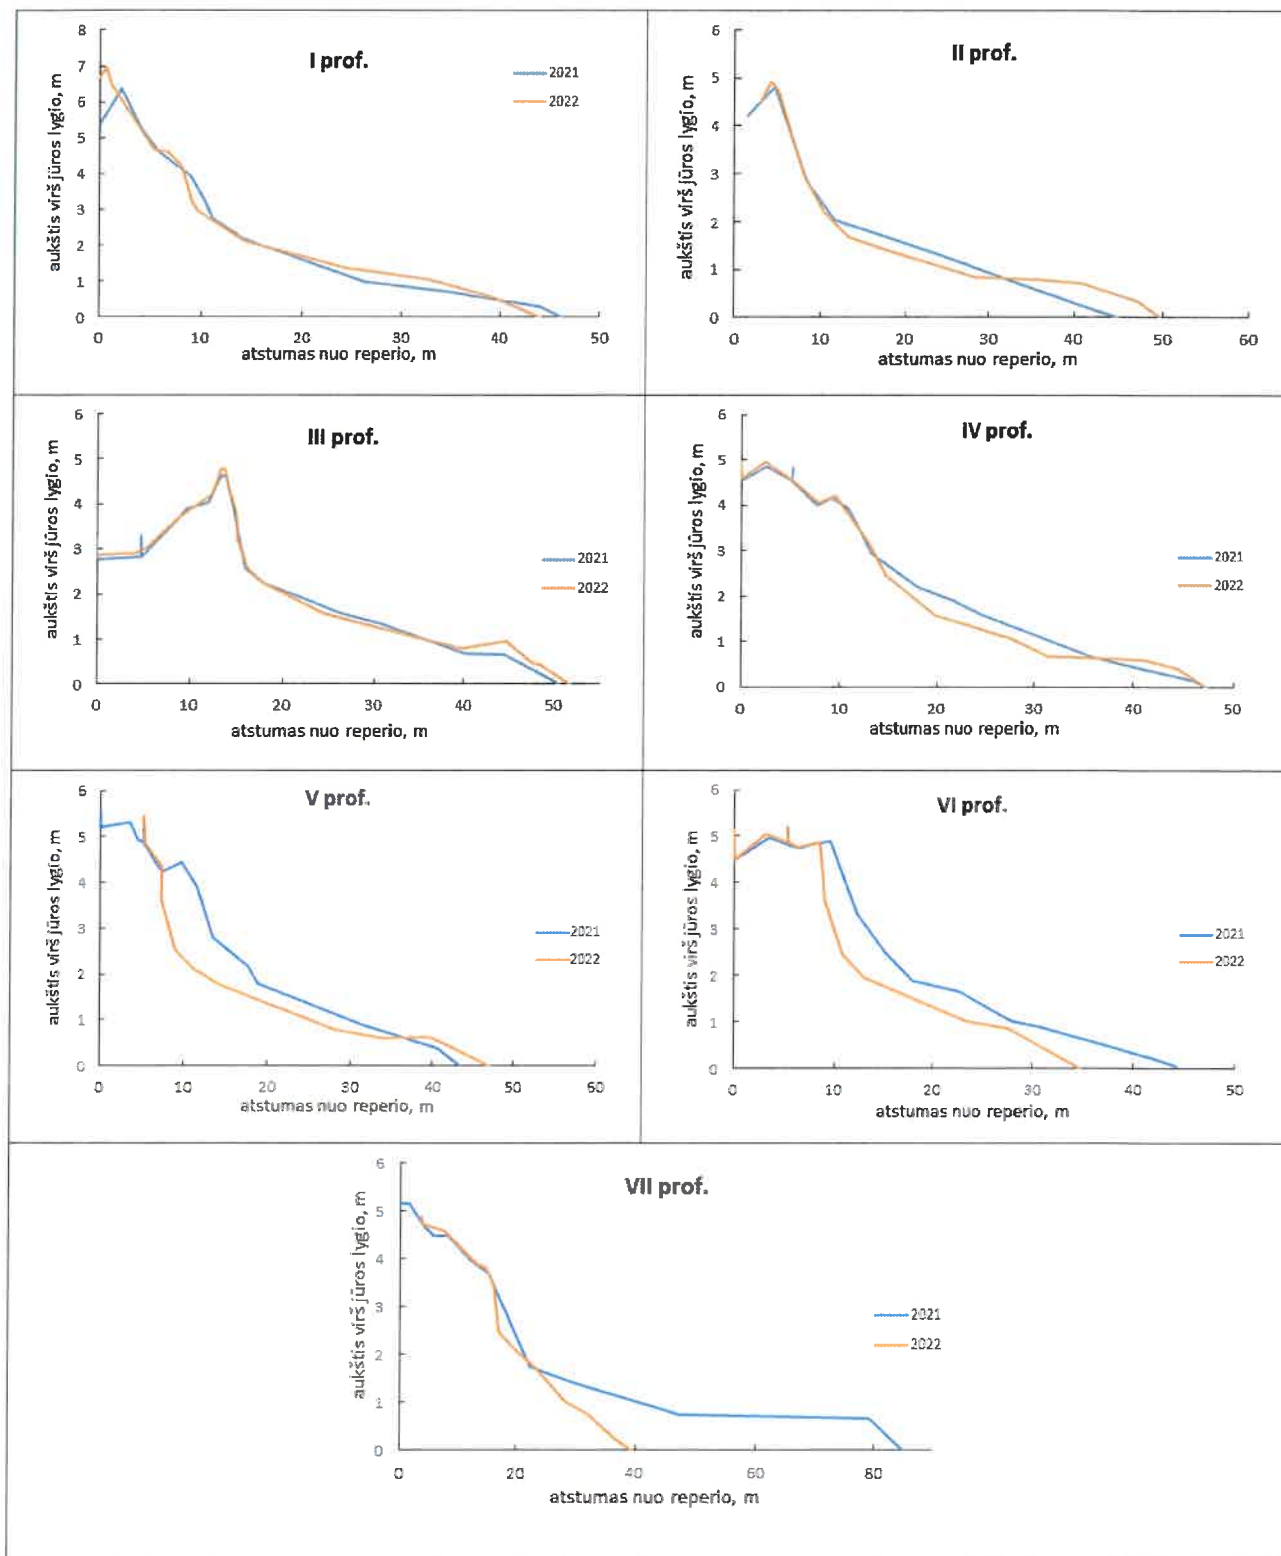 I prof.
aukštis virš jūros lygio, m
8
7
6
5
4
3
2
1
0
2021
2022
0 10 20 30 40 50
atstumas nuo reperio, m
II prof.
aukštis virš jūros lygio, m
6
5
4
3
2
1
0
2021
2022
0 10 20 30 40 50 60
atstumas nuo reperio, m
III prof.
aukštis virš jūros lygio, m
6
5
4
3
2
1
0
2021
2022
0 10 20 30 40 50
atstumas nuo reperio, m
IV prof.
aukštis virš jūros lygio, m
6
5
4
3
2
1
0
2021
2022
0 10 20 30 40 50
atstumas nuo reperio, m
V prof.
aukštis virš jūros lygio, m
6
5
4
3
2
1
0
2021
2022
0 10 20 30 40 50 60
atstumas nuo reperio, m
VI prof.
aukštis virš jūros lygio, m
6
5
4
3
2
1
0
2021
2022
0 10 20 30 40 50
atstumas nuo reperio, m
VII prof.
aukštis virš jūros lygio, m
6
5
4
3
2
1
0
2021
2022
0 20 40 60 80
atstumas nuo reperio, m